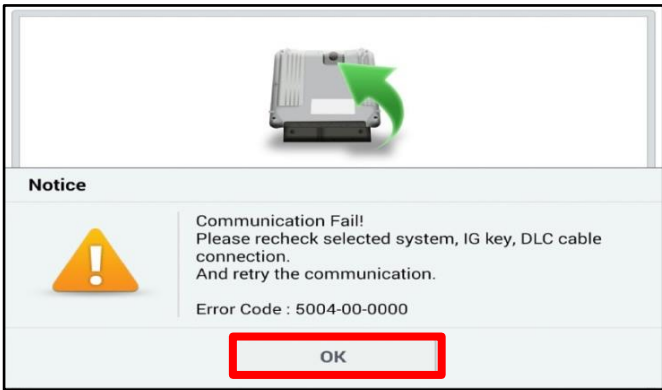 Notice
Communication Fail!
Please recheck selected system, IG key, DLC cable
connection.
And retry the communication.
Error Code : 5004-00-0000
OK